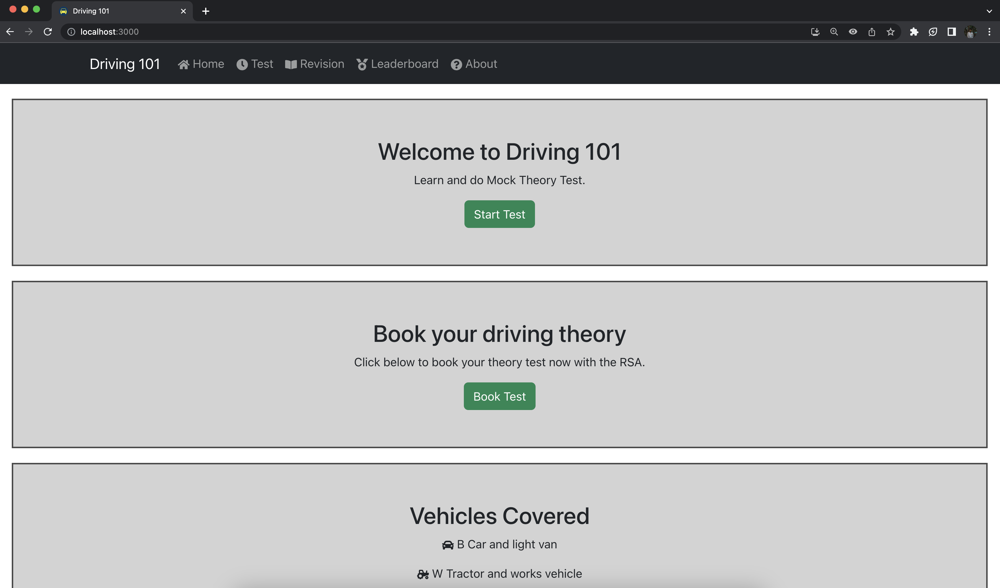 Driving 101
localhost:3000
Driving 101 Home Test Revision Leaderboard About
Welcome to Driving 101
Learn and do Mock Theory Test.
Start Test
Book your driving theory
Click below to book your theory test now with the RSA.
Book Test
Vehicles Covered
B Car and light van
W Tractor and works vehicle